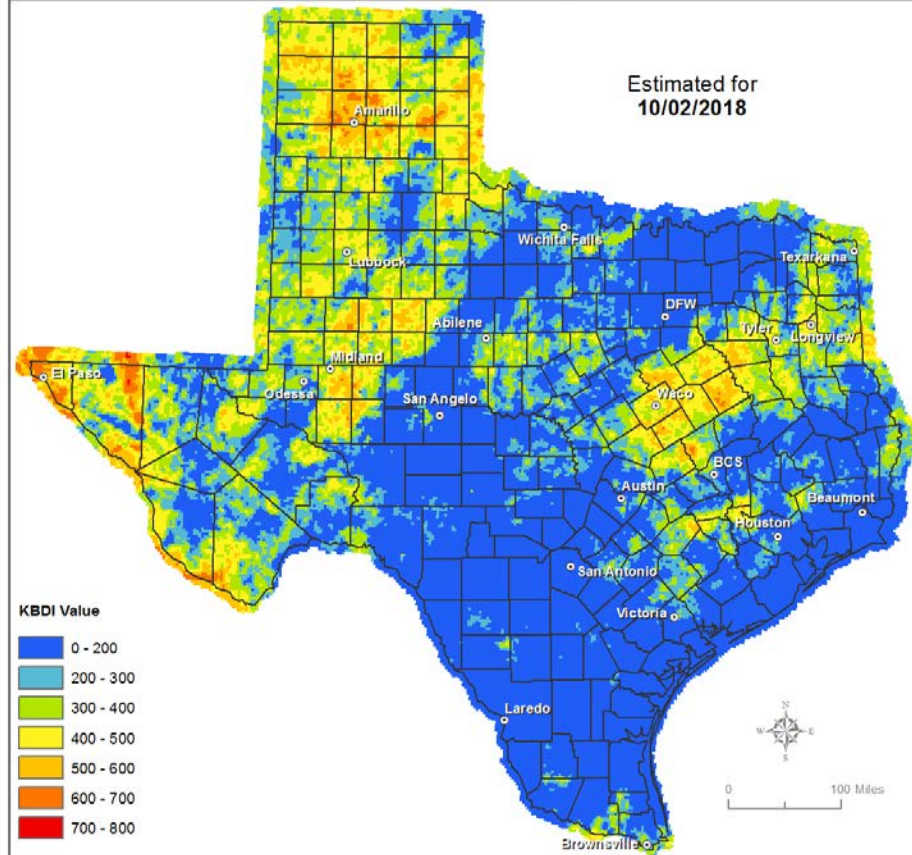 Estimated for
10/02/2018
Amarillo
Wichita Falls
Lubbock
Texarkana
DFW
Abilene
Tyler
Longview
Midland
El Paso
Odessa
San Angelo
Waco
BCS
Austin
Beaumont
Houston
San Antonio
Victoria
Laredo
Brownsville
KBDI Value
0 - 200
200 - 300
300 - 400
400 - 500
500 - 600
600 - 700
700 - 800
N
W E
S
0 100 Miles